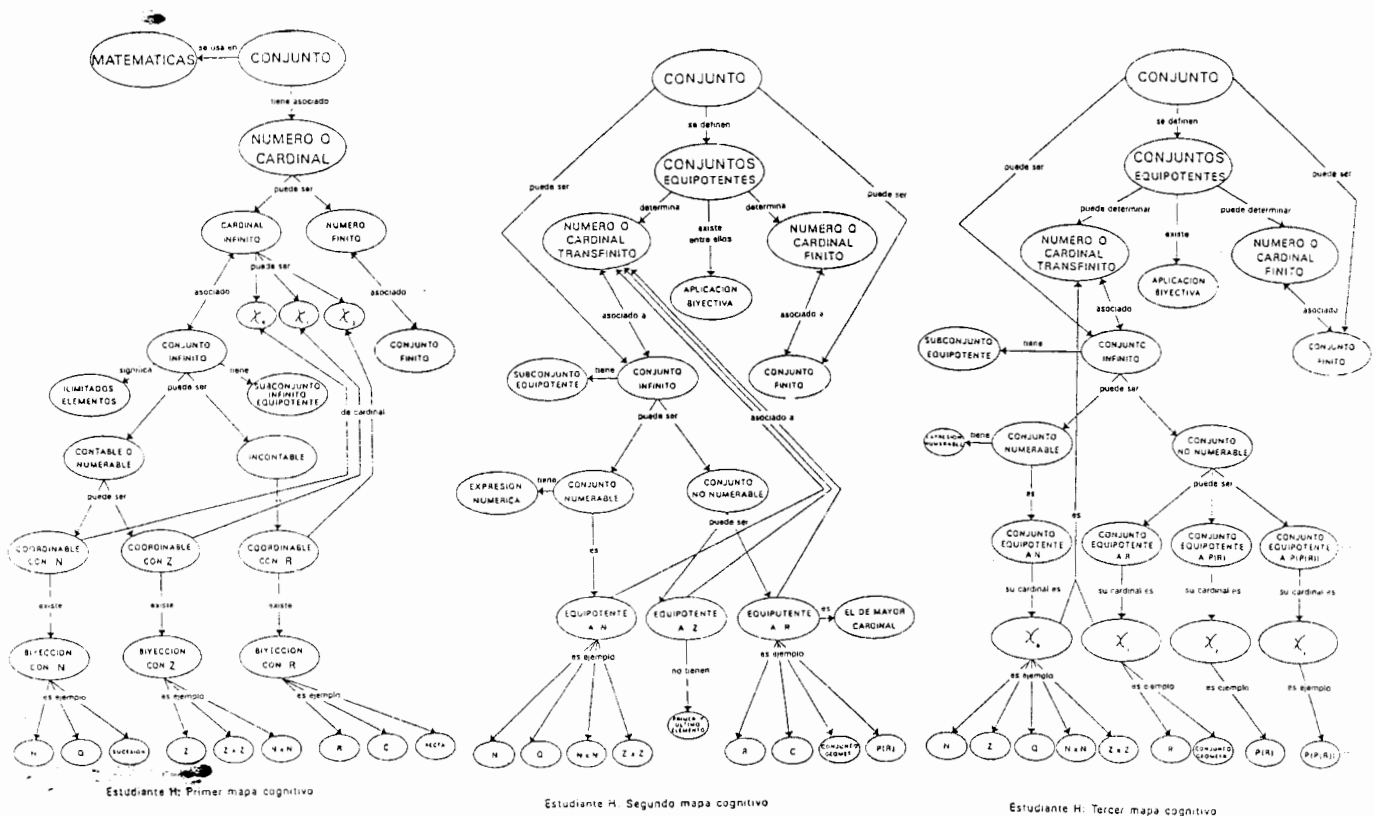 MATEMATICAS
se usa en
CONJUNTO
tiene asociado
NUMERO O
CARDINAL
puede ser
CARDINAL
INFINITO
NUMERO
FINITO
puede ser
asociado
asociado
CONJUNTO
INFINITO
CONJUNTO
FINITO
significa
tiene
puede ser
ILIMITADOS
ELEMENTOS
SUBCONJUNTO
INFINITO
EQUIPOTENTE
de cardinal
CONTABLE O
NUMERABLE
INCONTABLE
puede ser
es
COORDINABLE
CON N
COORDINABLE
CON Z
COORDINABLE
CON R
existe
existe
existe
BIYECCION
CON N
BIYECCION
CON Z
BIYECCION
CON R
es ejemplo
es ejemplo
es ejemplo
N
Q
SUCESION
Z
Z x Z
N x N
R
C
RECTA
Estudiante H: Primer mapa cognitivo
CONJUNTO
se definen
CONJUNTOS
EQUIPOTENTES
puede ser
puede ser
determina
determina
existe
entre ellos
NUMERO O
CARDINAL
TRANSFINITO
NUMERO O
CARDINAL
FINITO
APLICACION
BIYECTIVA
asociado a
asociado a
SUBCONJUNTO
EQUIPOTENTE
tiene
CONJUNTO
INFINITO
CONJUNTO
FINITO
puede ser
asociado a
EXPRESION
NUMERICA
tiene
CONJUNTO
NUMERABLE
CONJUNTO
NO NUMERABLE
es
puede ser
EQUIPOTENTE
A N
EQUIPOTENTE
A Z
EQUIPUTENTE
A R
es
EL DE MAYOR
CARDINAL
es ejemplo
no tienen
es ejemplo
PRIMER Y
ULTIMO
ELEMENTO
N
Q
N x N
Z x Z
R
C
CONJUNTO
GEOMET
P(R)
Estudiante H. Segundo mapa cognitivo
CONJUNTO
se definen
CONJUNTOS
EQUIPOTENTES
puede ser
puede ser
puede determinar
existe
puede determinar
NUMERO O
CARDINAL
TRANSFINITO
APLICACION
BIYECTIVA
NUMERO O
CARDINAL
FINITO
asociado
asociado
SUBCONJUNTO
EQUIPOTENTE
tiene
CONJUNTO
INFINITO
CONJUNTO
FINITO
puede ser
tiene
CONJUNTO
NUMERABLE
CONJUNTO
NO NUMERABLE
es
es
puede ser
CONJUNTO
EQUIPOTENTE
A N
CONJUNTO
EQUIPOTENTE
A R
CONJUNTO
EQUIPOTENTE
A P(R)
CONJUNTO
EQUIPOTENTE
A P(P(R))
su cardinal es
su cardinal es
su cardinal es
su cardinal es
es ejemplo
es ejemplo
es ejemplo
es ejemplo
N
Z
Q
N x N
Z x Z
R
CONJUNTO
P(R)
P(P(R))
Estudiante H: Tercer mapa cognitivo